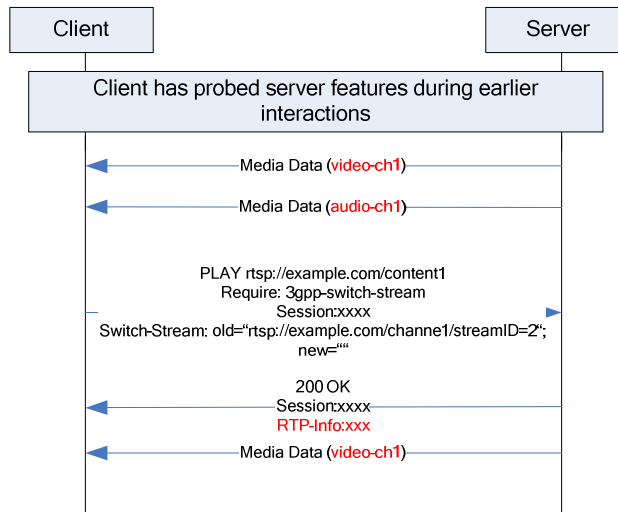 Client
Server
Client has probed server features during earlier
interactions
Media Data (video-ch1)
Media Data (audio-ch1)
PLAY rtsp://example.com/content1
Require: 3gpp-switch-stream
Session:xxxx
Switch-Stream: old=“rtsp://example.com/channe1/streamID=2“;
new=““
200 OK
Session:xxxx
RTP-Info:xxx
Media Data (video-ch1)